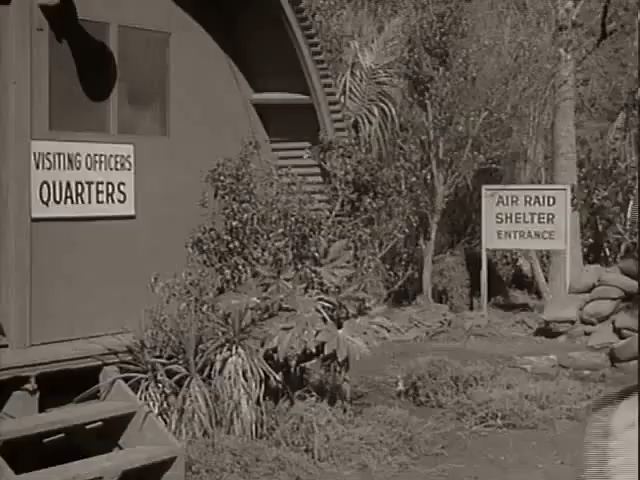 VISITING OFFICERS
QUARTERS
AIR RAID
SHELTER
ENTRANCE